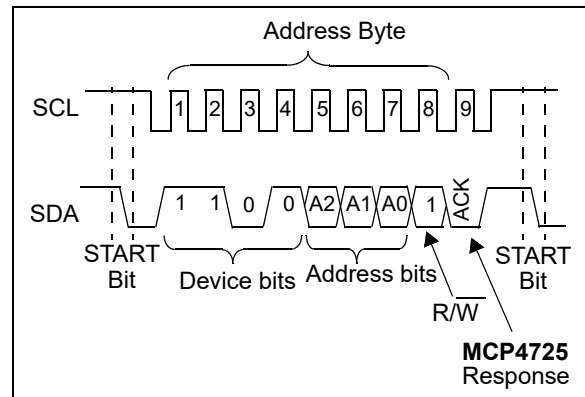 Address Byte
SCL 1 2 3 4 5 6 7 8 9
SDA 1 1 0 0 A2 A1 A0 1 ACK
START Bit
Device bits
Address bits
START Bit
R/W̅
MCP4725
Response